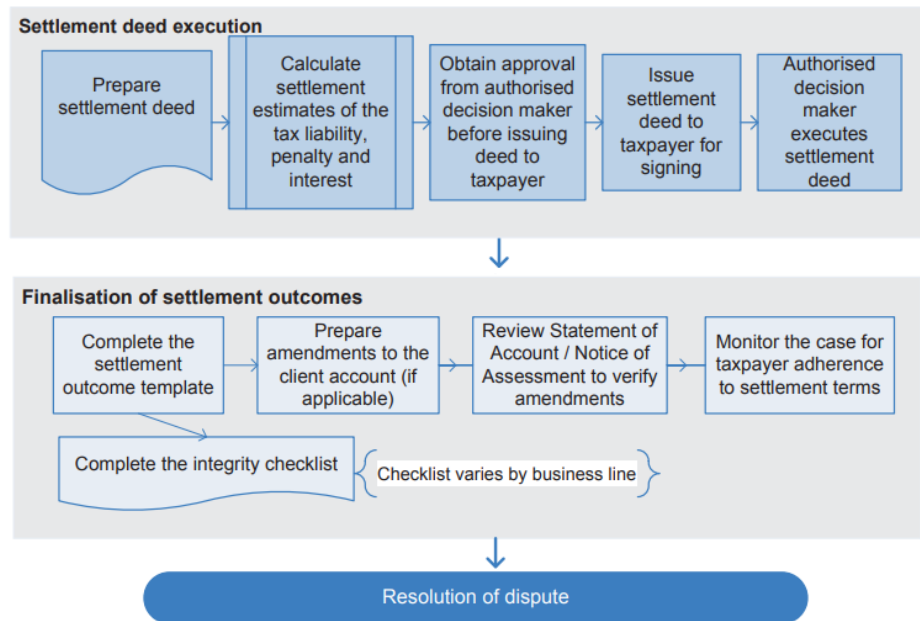 Settlement deed execution
Prepare
settlement deed
Calculate
settlement
estimates of the
tax liability,
penalty and
interest
Obtain approval
from authorised
decision maker
before issuing
deed to
taxpayer
Issue
settlement
deed to
taxpayer for
signing
Authorised
decision
maker
executes
settlement
deed
Finalisation of settlement outcomes
Complete the
settlement
outcome template
Prepare
amendments to the
client account (if
applicable)
Review Statement of
Account / Notice of
Assessment to verify
amendments
Monitor the case for
taxpayer adherence
to settlement terms
Complete the integrity checklist
Checklist varies by business line
Resolution of dispute